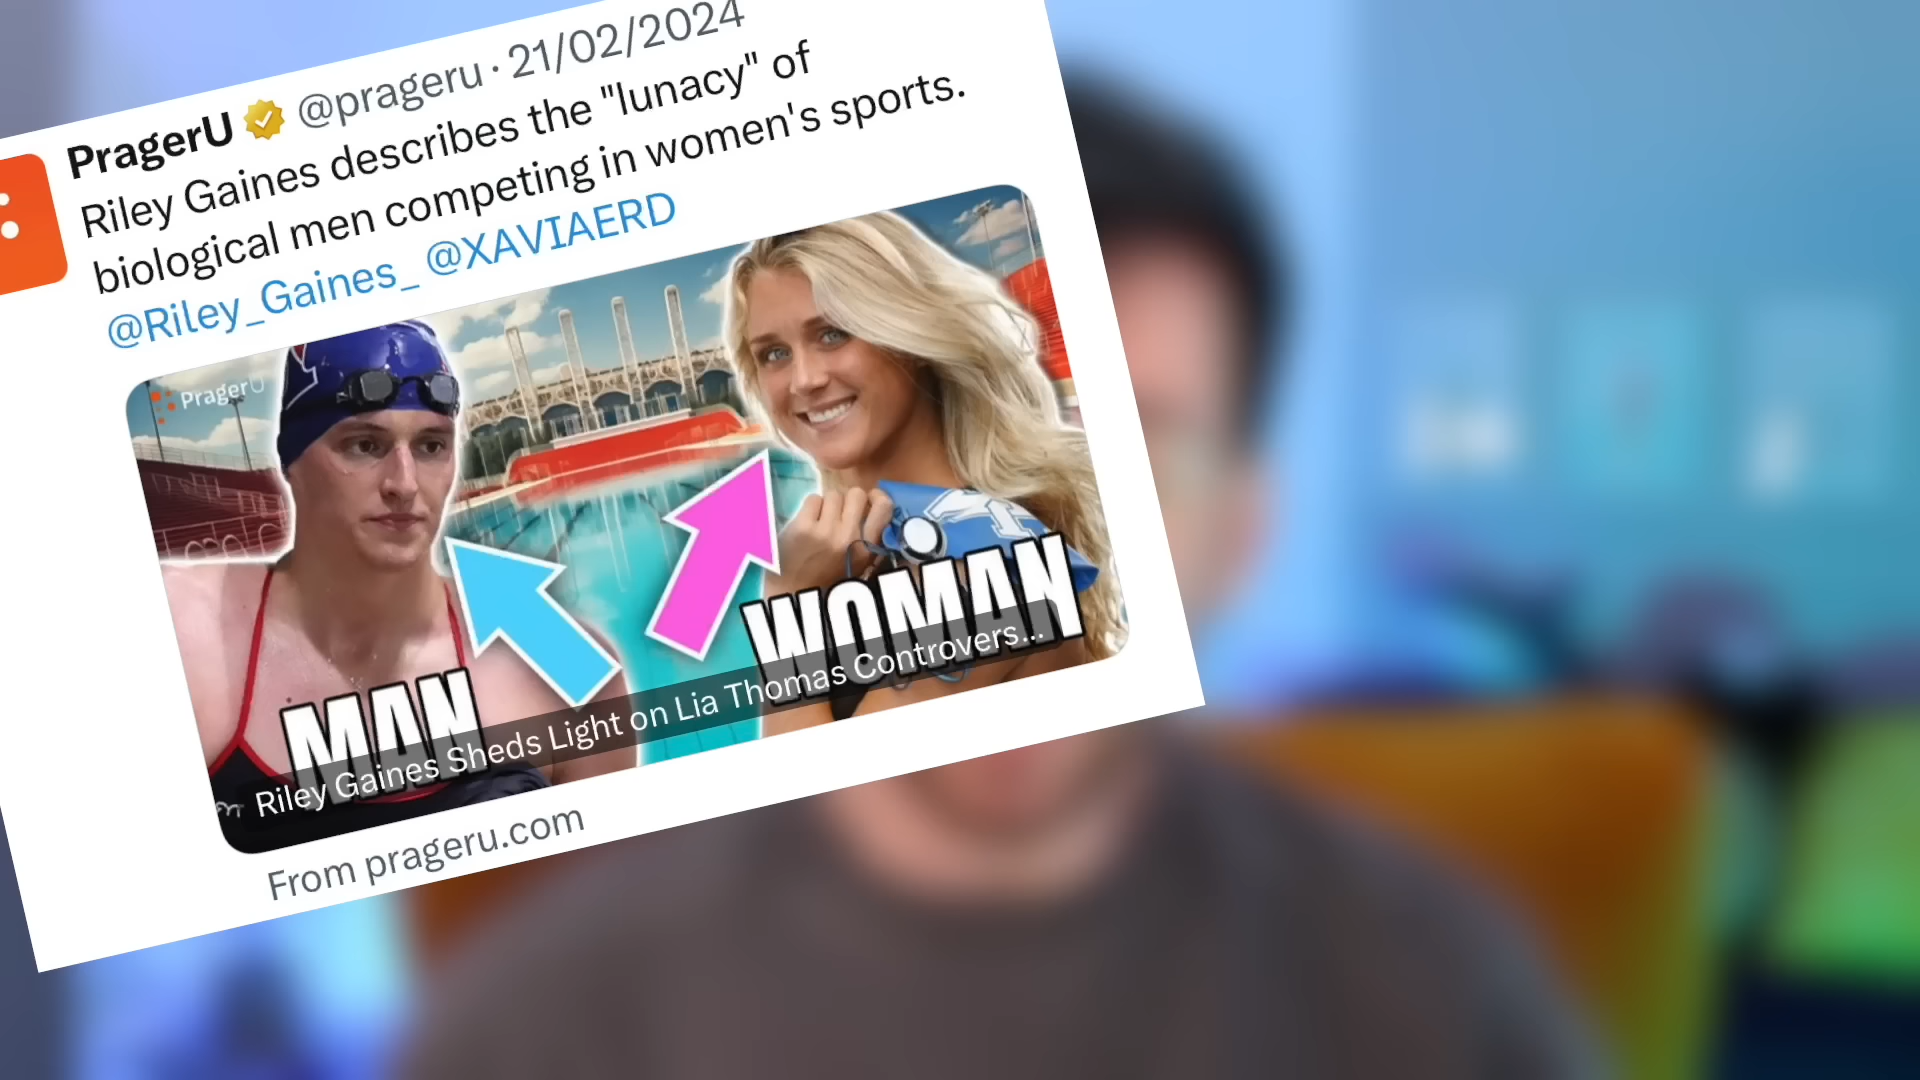 PragerU @prageru · 21/02/2024
Riley Gaines describes the "lunacy" of
biological men competing in women's sports.
@Riley_Gaines_ @XAVIAERD
PragerU
MAN
WOMAN
Riley Gaines Sheds Light on Lia Thomas Controvers...
From prageru.com